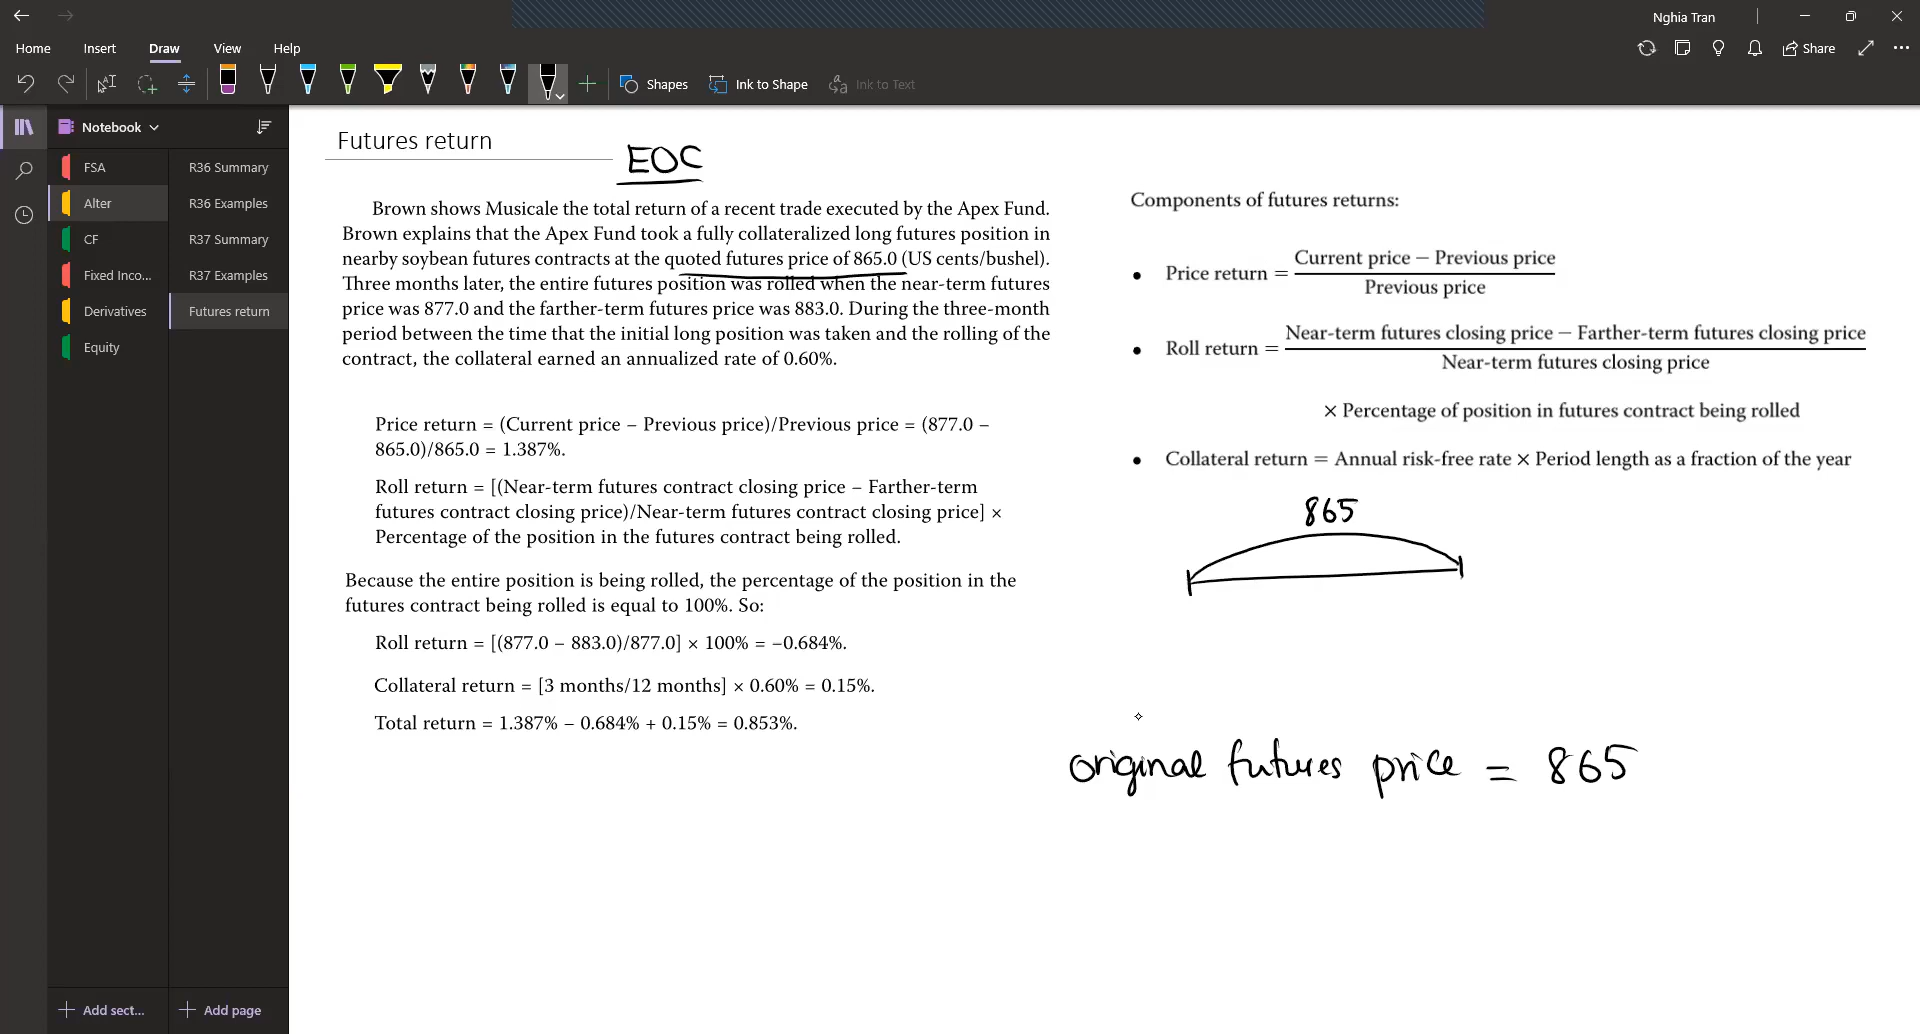 Nghia Tran
Home Insert Draw View Help
Share
Shapes Ink to Shape Ink to Text
Notebook
FSA
Alter
CF
Fixed Inco...
Derivatives
Equity
R36 Summary
R36 Examples
R37 Summary
R37 Examples
Futures return
Add sect...
Add page
Futures return
EOC
Brown shows Musicale the total return of a recent trade executed by the Apex Fund.
Brown explains that the Apex Fund took a fully collateralized long futures position in
nearby soybean futures contracts at the quoted futures price of 865.0 (US cents/bushel).
Three months later, the entire futures position was rolled when the near-term futures
price was 877.0 and the farther-term futures price was 883.0. During the three-month
period between the time that the initial long position was taken and the rolling of the
contract, the collateral earned an annualized rate of 0.60%.
Price return = (Current price – Previous price)/Previous price = (877.0 –
865.0)/865.0 = 1.387%.
Roll return = [(Near-term futures contract closing price – Farther-term
futures contract closing price)/Near-term futures contract closing price] ×
Percentage of the position in the futures contract being rolled.
Because the entire position is being rolled, the percentage of the position in the
futures contract being rolled is equal to 100%. So:
Roll return = [(877.0 – 883.0)/877.0] × 100% = –0.684%.
Collateral return = [3 months/12 months] × 0.60% = 0.15%.
Total return = 1.387% – 0.684% + 0.15% = 0.853%.
Components of futures returns:
Current price − Previous price
• Price return =
Previous price
Near-term futures closing price − Farther-term futures closing price
• Roll return =
Near-term futures closing price
× Percentage of position in futures contract being rolled
• Collateral return = Annual risk-free rate × Period length as a fraction of the year
865
original futures price = 865